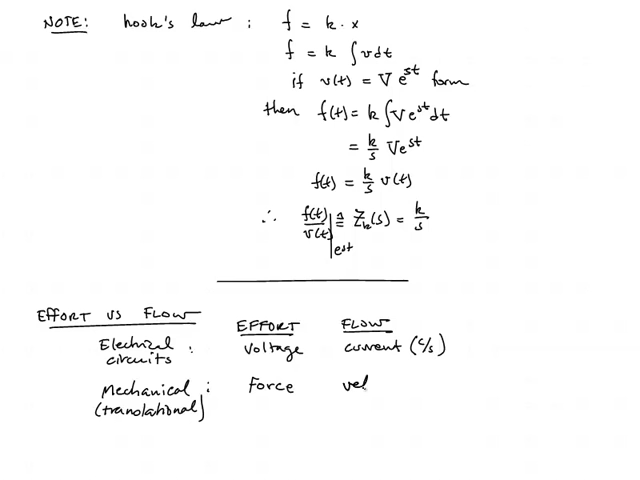 NOTE: hook's law : f = k · x
f = k ∫ v dt
if v(t) = V e^st form
then f(t) = k ∫ V e^st dt
= k/s V e^st
f(t) = k/s v(t)
∴ f(t)/v(t) |e^st ≜ Z_k(s) = k/s
EFFORT VS FLOW EFFORT FLOW
Electrical circuits : Voltage current (c/s)
Mechanical : Force vel
(translational)